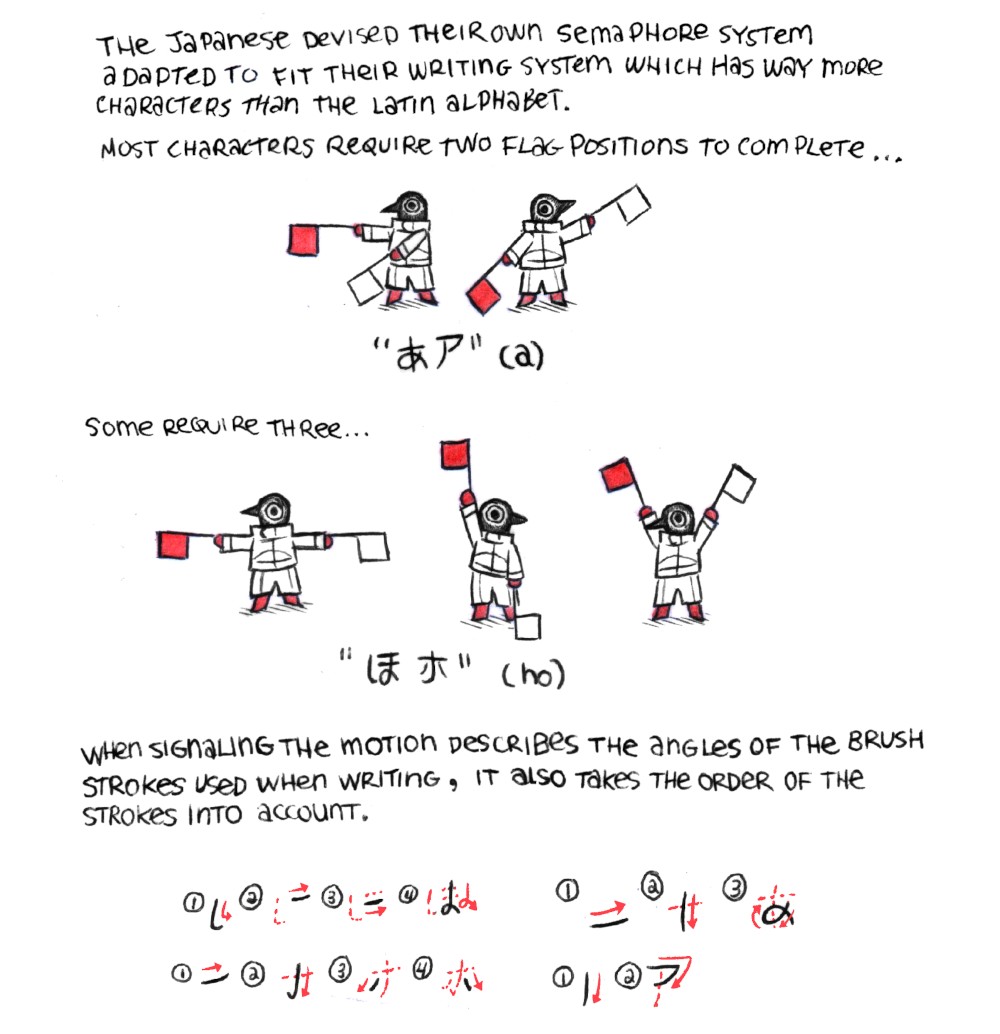 THE JAPANESE DEVISED THEIR OWN SEMAPHORE SYSTEM
ADAPTED TO FIT THEIR WRITING SYSTEM WHICH HAS WAY MORE
CHARACTERS THAN THE LATIN ALPHABET.
MOST CHARACTERS REQUIRE TWO FLAG POSITIONS TO COMPLETE...
"あア" (a)
SOME REQUIRE THREE...
"ほホ" (ho)
WHEN SIGNALING THE MOTION DESCRIBES THE ANGLES OF THE BRUSH
STROKES USED WHEN WRITING, IT ALSO TAKES THE ORDER OF THE
STROKES INTO ACCOUNT.
① ② ③ ④ ほ ① ② ③ あ
① ② ③ ④ ホ ① ② ア